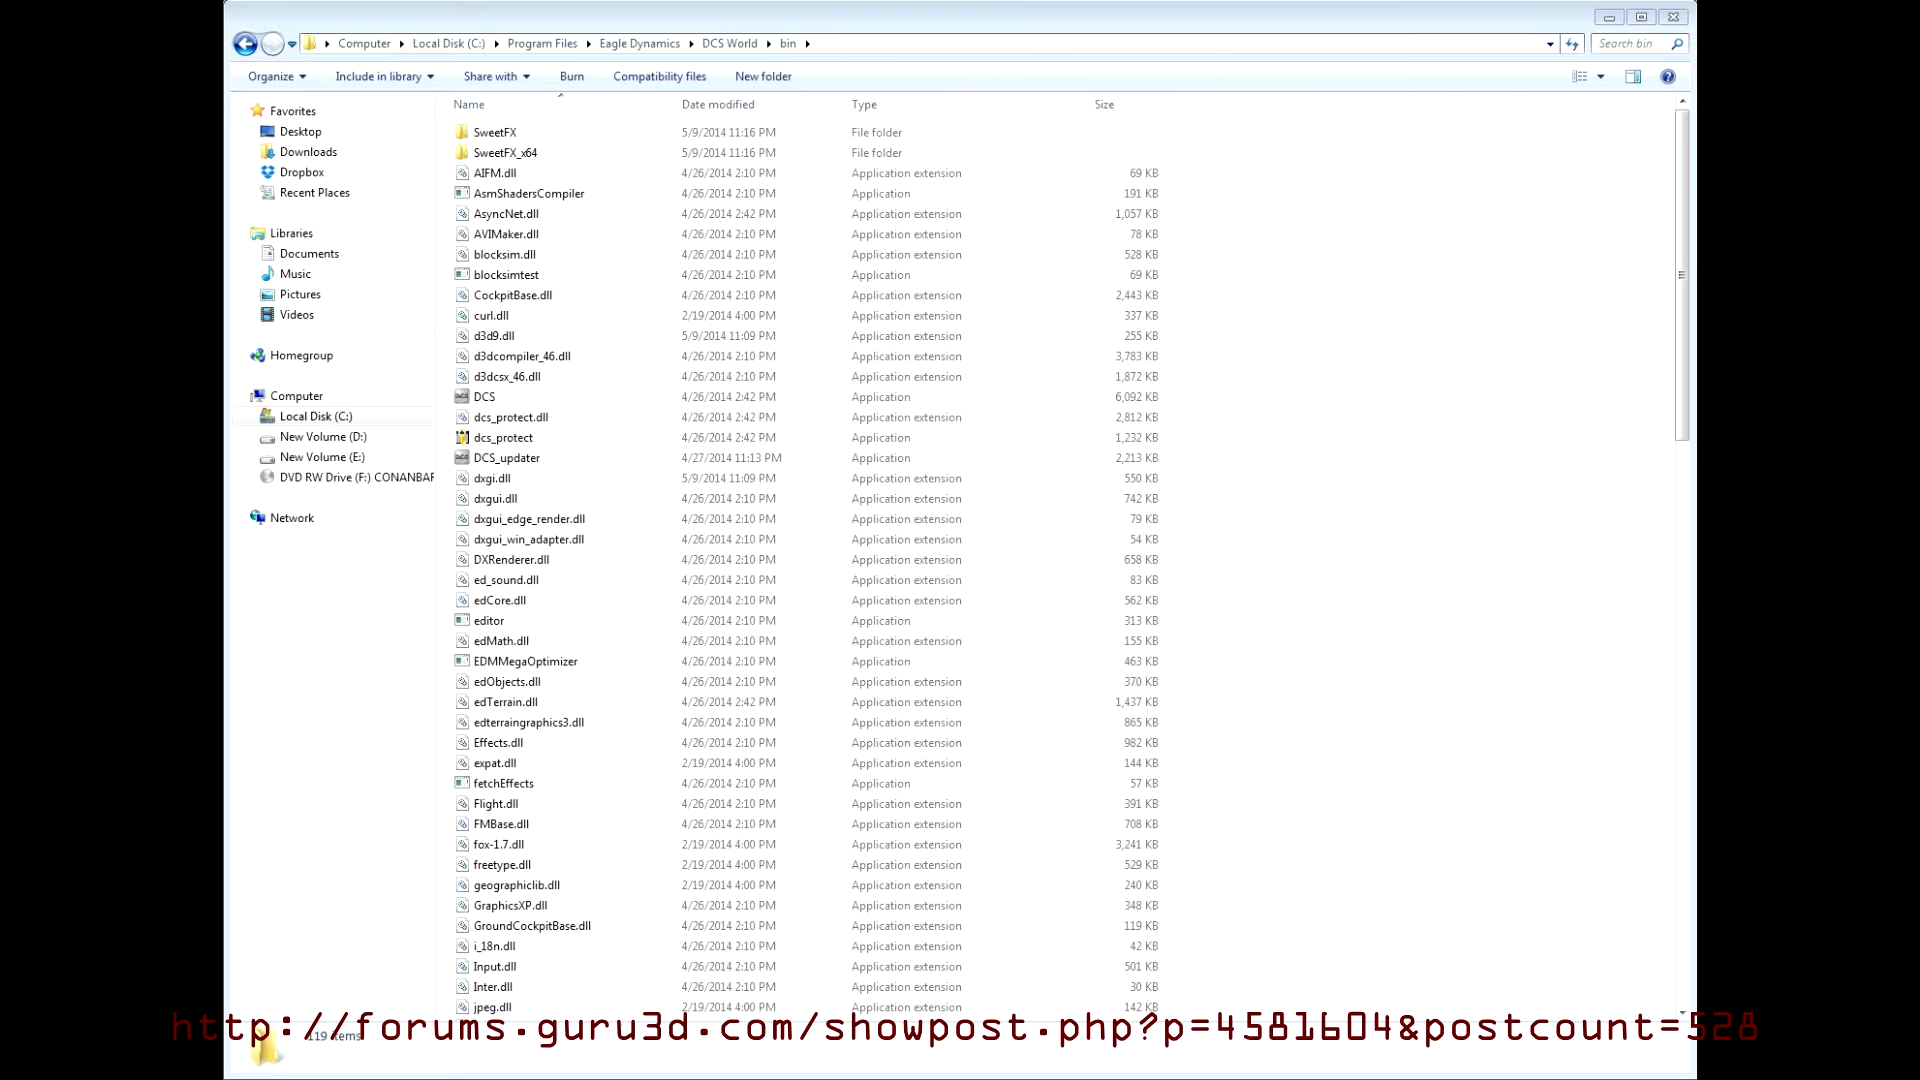 Computer Local Disk (C:) Program Files Eagle Dynamics DCS World bin Search bin
Organize Include in library Share with Burn Compatibility files New folder
Favorites
Desktop
Downloads
Dropbox
Recent Places
Libraries
Documents
Music
Pictures
Videos
Homegroup
Computer
Local Disk (C:)
New Volume (D:)
New Volume (E:)
DVD RW Drive (F:) CONANBAR
Network
Name Date modified Type Size
SweetFX 5/9/2014 11:16 PM File folder
SweetFX_x64 5/9/2014 11:16 PM File folder
AIFM.dll 4/26/2014 2:10 PM Application extension 69 KB
AsmShadersCompiler 4/26/2014 2:10 PM Application 191 KB
AsyncNet.dll 4/26/2014 2:42 PM Application extension 1,057 KB
AVIMaker.dll 4/26/2014 2:10 PM Application extension 78 KB
blocksim.dll 4/26/2014 2:10 PM Application extension 528 KB
blocksimtest 4/26/2014 2:10 PM Application 69 KB
CockpitBase.dll 4/26/2014 2:10 PM Application extension 2,443 KB
curl.dll 2/19/2014 4:00 PM Application extension 337 KB
d3d9.dll 5/9/2014 11:09 PM Application extension 255 KB
d3dcompiler_46.dll 4/26/2014 2:10 PM Application extension 3,783 KB
d3dcsx_46.dll 4/26/2014 2:10 PM Application extension 1,872 KB
DCS 4/26/2014 2:42 PM Application 6,092 KB
dcs_protect.dll 4/26/2014 2:42 PM Application extension 2,812 KB
dcs_protect 4/26/2014 2:42 PM Application 1,232 KB
DCS_updater 4/27/2014 11:13 PM Application 2,213 KB
dxgi.dll 5/9/2014 11:09 PM Application extension 550 KB
dxgui.dll 4/26/2014 2:10 PM Application extension 742 KB
dxgui_edge_render.dll 4/26/2014 2:10 PM Application extension 79 KB
dxgui_win_adapter.dll 4/26/2014 2:10 PM Application extension 54 KB
DXRenderer.dll 4/26/2014 2:10 PM Application extension 658 KB
ed_sound.dll 4/26/2014 2:10 PM Application extension 83 KB
edCore.dll 4/26/2014 2:10 PM Application extension 562 KB
editor 4/26/2014 2:10 PM Application 313 KB
edMath.dll 4/26/2014 2:10 PM Application extension 155 KB
EDMMegaOptimizer 4/26/2014 2:10 PM Application 463 KB
edObjects.dll 4/26/2014 2:10 PM Application extension 370 KB
edTerrain.dll 4/26/2014 2:42 PM Application extension 1,437 KB
edterraingraphics3.dll 4/26/2014 2:10 PM Application extension 865 KB
Effects.dll 4/26/2014 2:10 PM Application extension 982 KB
expat.dll 2/19/2014 4:00 PM Application extension 144 KB
fetchEffects 4/26/2014 2:10 PM Application 57 KB
Flight.dll 4/26/2014 2:10 PM Application extension 391 KB
FMBase.dll 4/26/2014 2:10 PM Application extension 708 KB
fox-1.7.dll 2/19/2014 4:00 PM Application extension 3,241 KB
freetype.dll 2/19/2014 4:00 PM Application extension 529 KB
geographiclib.dll 2/19/2014 4:00 PM Application extension 240 KB
GraphicsXP.dll 4/26/2014 2:10 PM Application extension 348 KB
GroundCockpitBase.dll 4/26/2014 2:10 PM Application extension 119 KB
i_18n.dll 4/26/2014 2:10 PM Application extension 42 KB
Input.dll 4/26/2014 2:10 PM Application extension 501 KB
Inter.dll 4/26/2014 2:10 PM Application extension 30 KB
jpeg.dll 2/19/2014 4:00 PM Application extension 142 KB
http://forums.guru3d.com/showpost.php?p=4581604&postcount=528
119 items